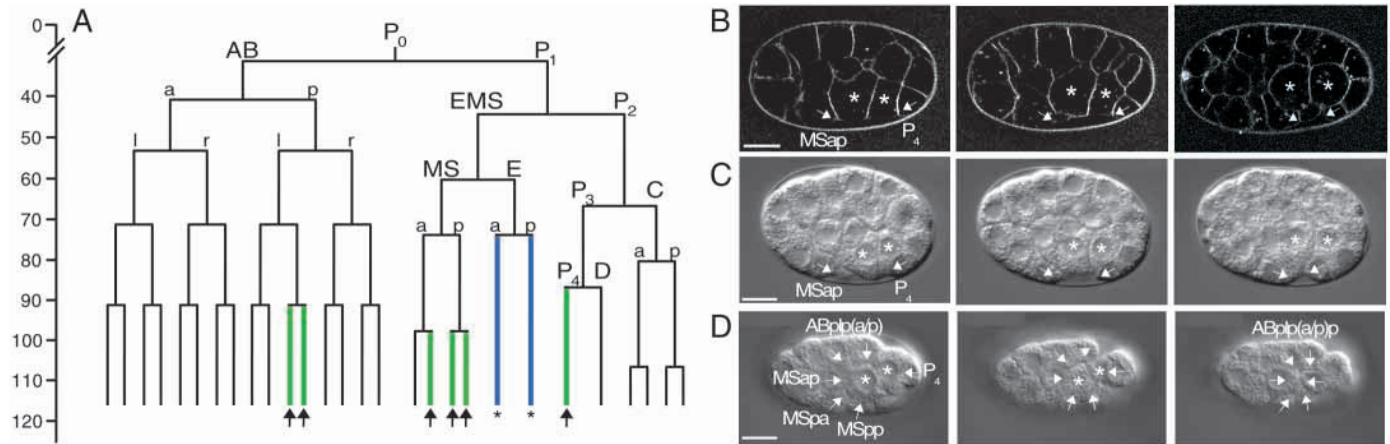 A
0
40
50
60
70
80
90
100
110
120
P0
AB
P1
a
p
EMS
P2
l
r
l
r
MS
E
P3
C
a
p
a
p
a
p
P4
D
*
*
B
*
*
MSap
P4
*
*
*
*
C
*
*
MSap
P4
*
*
*
*
D
ABplp(a/p)
MSap
*
*
P4
MSpa
MSpp
*
*
ABplp(a/p)p